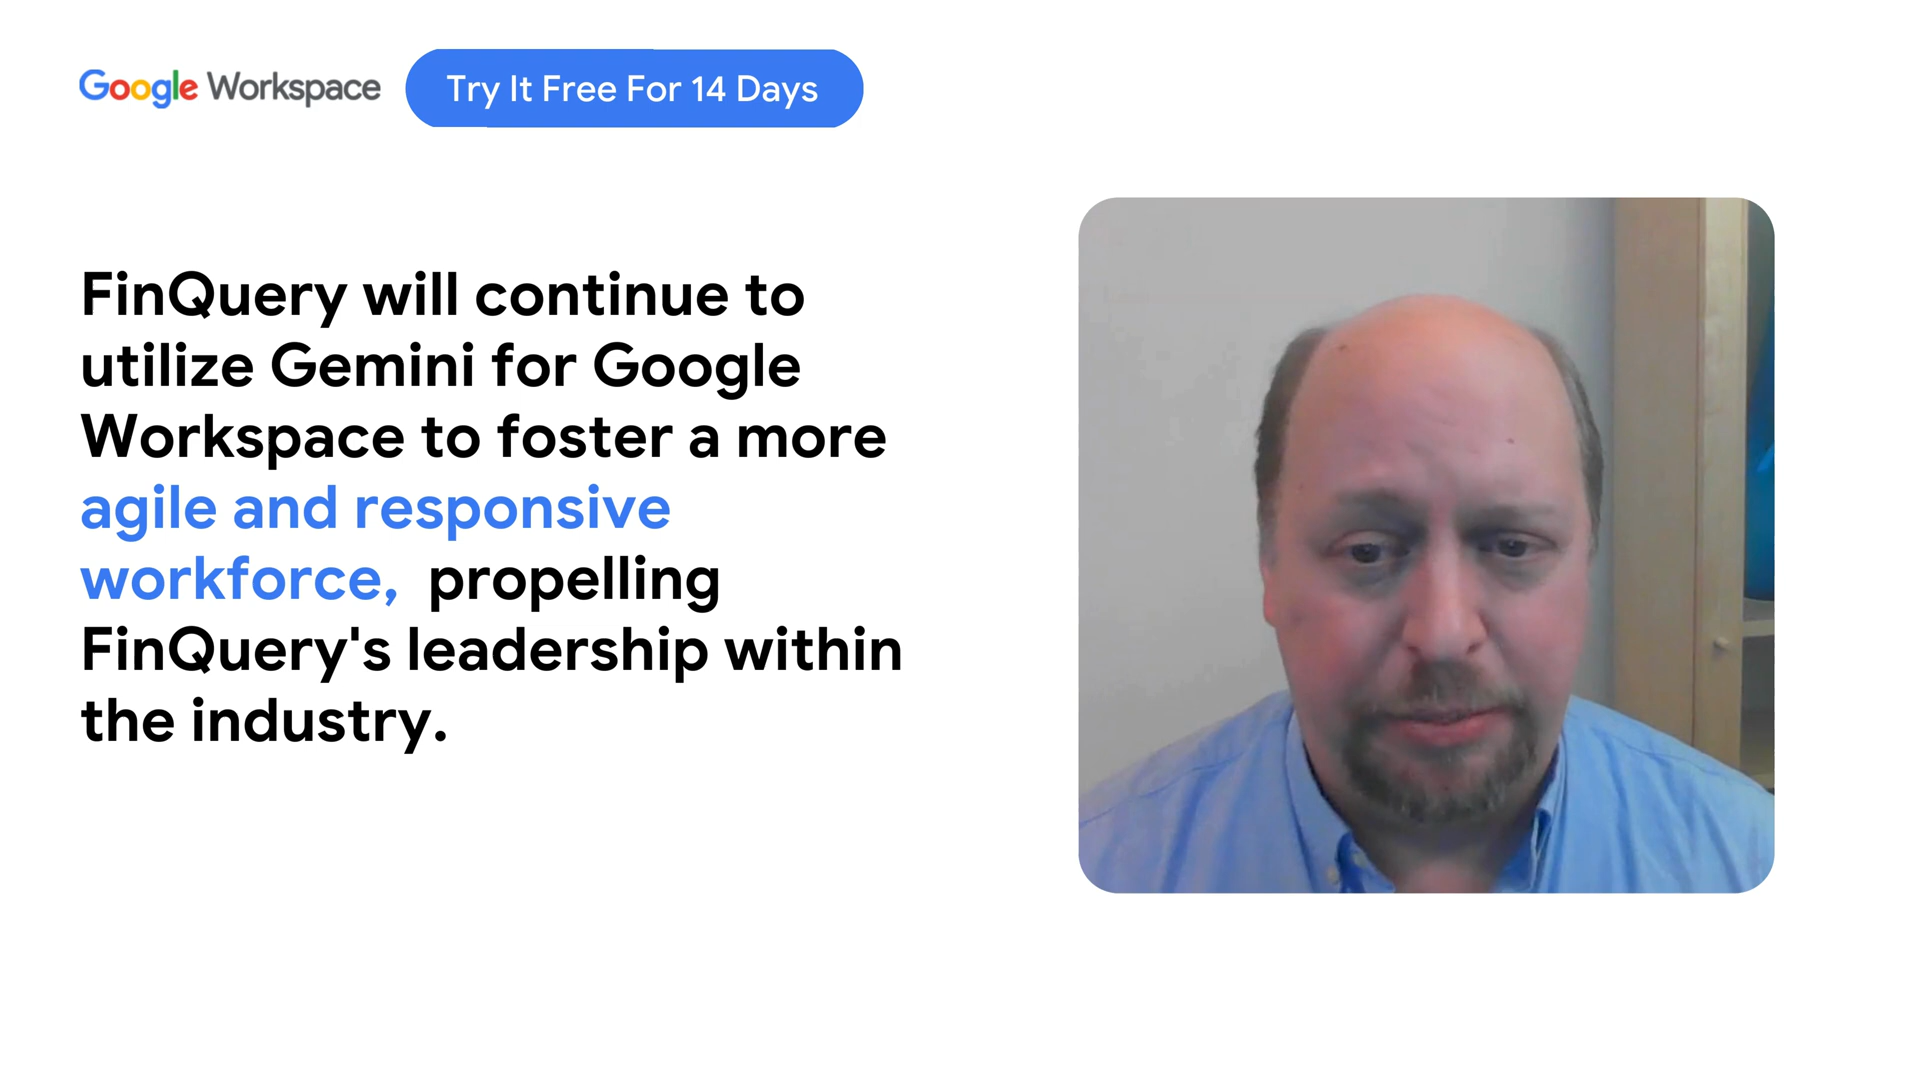 Google Workspace
Try It Free For 14 Days
FinQuery will continue to
utilize Gemini for Google
Workspace to foster a more
agile and responsive
workforce, propelling
FinQuery's leadership within
the industry.